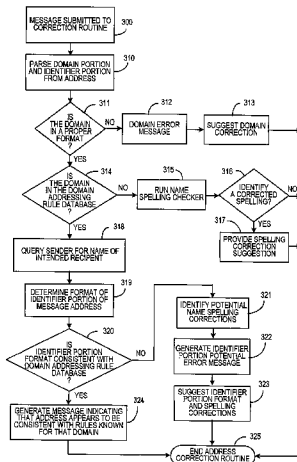 MESSAGE SUBMITTED
TO CORRECTION ROUTINE
305
PARSE DOMAIN PORTION
AND IDENTIFIER PORTION
FROM ADDRESS
310
IS
THE DOMAIN
IN A PROPER
FORMAT
?
311
NO
DOMAIN ERROR
MESSAGE
312
SUGGEST DOMAIN
CORRECTION
313
YES
IS
THE DOMAIN
IN THE
ADDRESSING
RULE DATABASE
?
314
NO
RUN NAME
SPELLING CHECKER
315
IDENTIFY
A CORRECTED
SPELLING?
316
NO
YES
PROVIDE SPELLING
CORRECTION
SUGGESTION
317
YES
QUERY SENDER FOR NAME OF
INTENDED RECIPENT
318
DETERMINE FORMAT OF
IDENTIFIER PORTION OF
MESSAGE ADDRESS
319
IS
IDENTIFIER PORTION
FORMAT CONSISTENT WITH
DOMAIN ADDRESSING RULE
DATABASE
?
320
NO
IDENTIFY POTENTIAL
NAME SPELLING
CORRECTIONS
321
GENERATE IDENTIFIER
PORTION POTENTIAL
ERROR MESSAGE
322
SUGGEST IDENTIFIER
PORTION FORMAT
AND SPELLING
CORRECTIONS
323
YES
GENERATE MESSAGE INDICATING
THAT ADDRESS APPEARS TO BE
CONSISTENT WITH RULES KNOWN
FOR THAT DOMAIN
324
END ADDRESS
CORRECTION ROUTINE
325